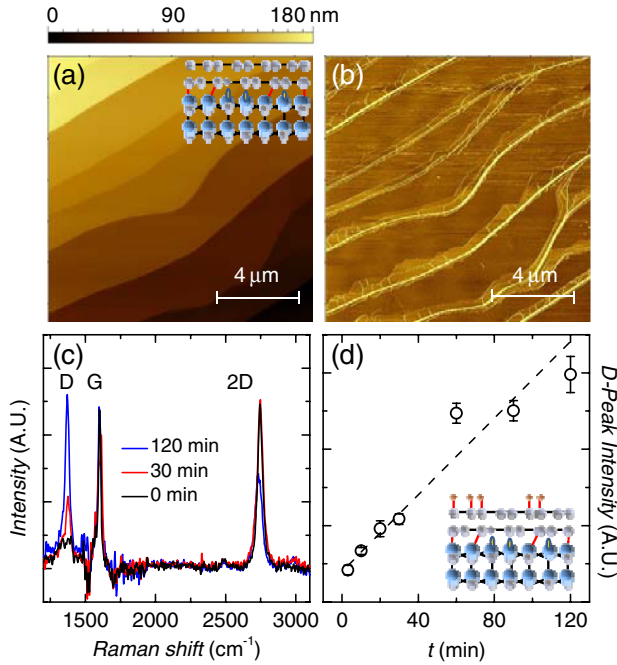 0 90 180 nm
(a) (b)
4 μm 4 μm
(c) (d)
D G 2D
120 min
30 min
0 min
Intensity (A.U.)
D-Peak Intensity (A.U.)
1500 2000 2500 3000
0 40 80 120
Raman shift (cm⁻¹) t (min)